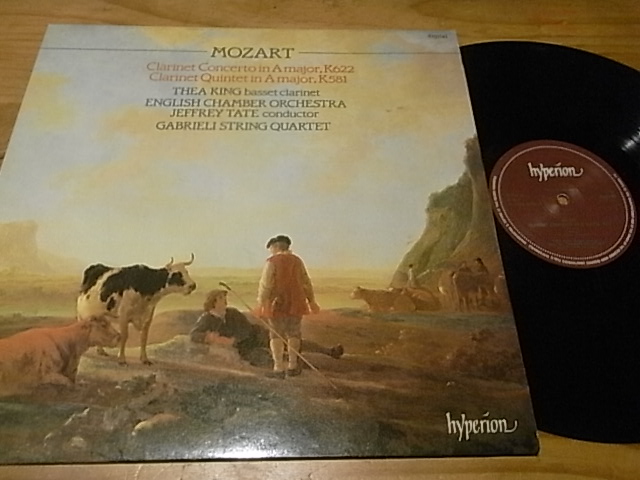 MOZART
Clarinet Concerto in A major, K622
Clarinet Quintet in A major, K581
THEA KING basset clarinet
ENGLISH CHAMBER ORCHESTRA
JEFFREY TATE conductor
GABRIELI STRING QUARTET
hyperion
hyperion